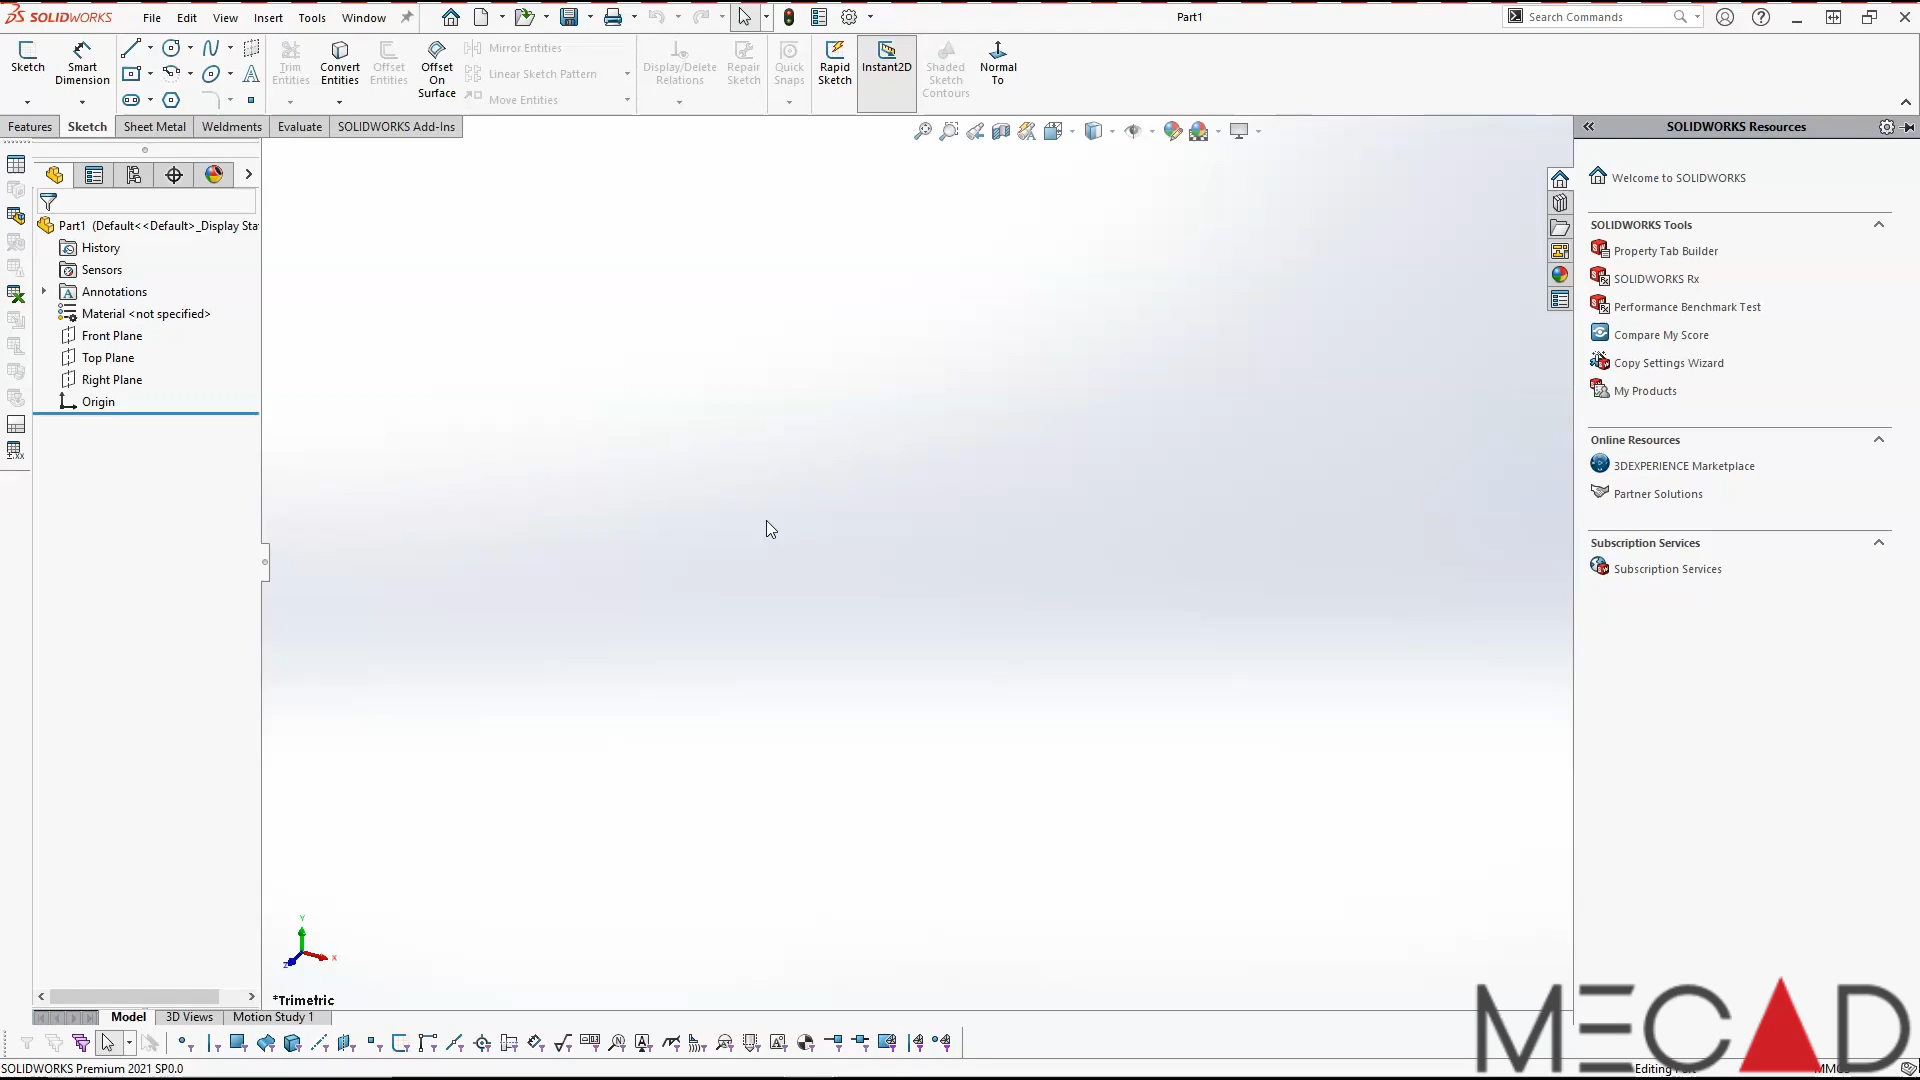 SOLIDWORKS File Edit View Insert Tools Window Part1 Search Commands
Sketch Smart Dimension Trim Entities Convert Entities Offset Entities Offset On Surface Mirror Entities Linear Sketch Pattern Move Entities Display/Delete Relations Repair Sketch Quick Snaps Rapid Sketch Instant2D Shaded Sketch Contours Normal To
Features Sketch Sheet Metal Weldments Evaluate SOLIDWORKS Add-Ins
SOLIDWORKS Resources
Part1 (Default<<Default>_Display Sta
History
Sensors
Annotations
Material <not specified>
Front Plane
Top Plane
Right Plane
Origin
Welcome to SOLIDWORKS
SOLIDWORKS Tools
Property Tab Builder
SOLIDWORKS Rx
Performance Benchmark Test
Compare My Score
Copy Settings Wizard
My Products
Online Resources
3DEXPERIENCE Marketplace
Partner Solutions
Subscription Services
Subscription Services
Y
X
Z
*Trimetric
Model 3D Views Motion Study 1
MECAD
SOLIDWORKS Premium 2021 SP0.0